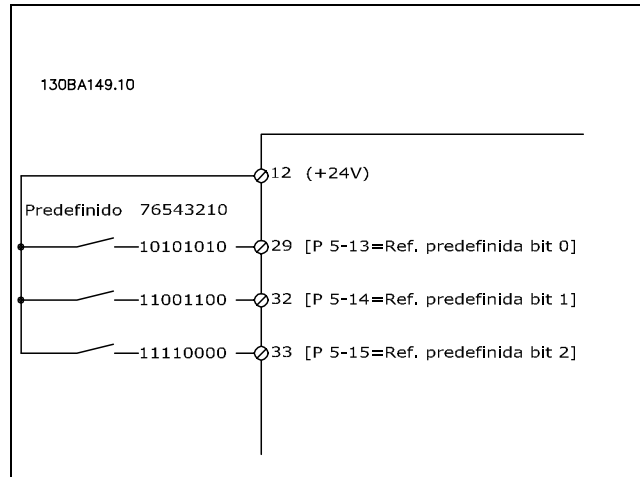 130BA149.10
12 (+24V)
Predefinido 76543210
10101010 29 [P 5-13=Ref. predefinida bit 0]
11001100 32 [P 5-14=Ref. predefinida bit 1]
11110000 33 [P 5-15=Ref. predefinida bit 2]